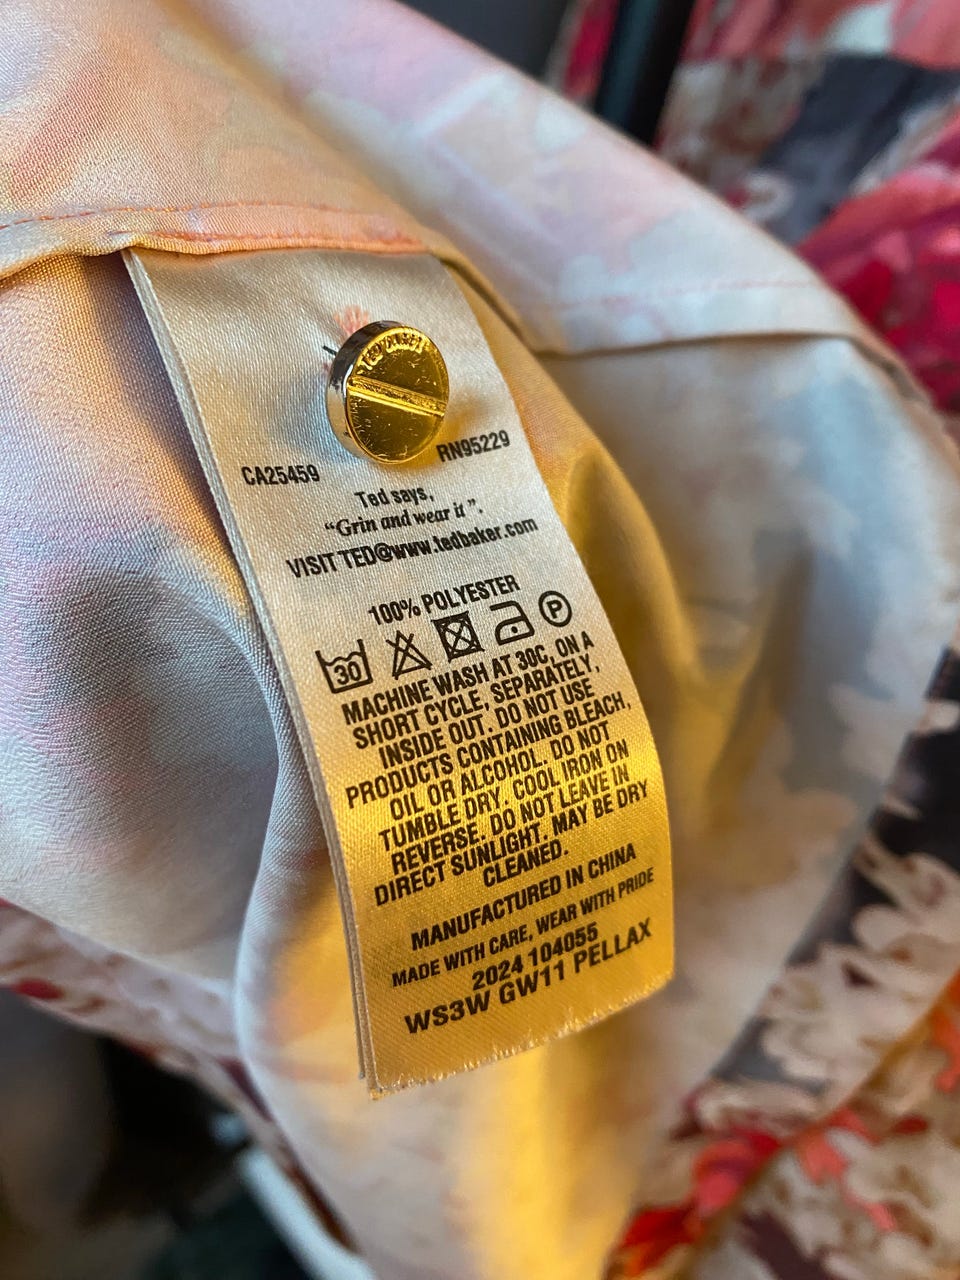 TED BAKER
CA25459
RN95229
Ted says,
“Grin and wear it”.
VISIT TED@www.tedbaker.com
100% POLYESTER
30
P
MACHINE WASH AT 30C, ON A
SHORT CYCLE, SEPARATELY,
INSIDE OUT. DO NOT USE
PRODUCTS CONTAINING BLEACH,
OIL OR ALCOHOL. DO NOT
TUMBLE DRY. COOL IRON ON
REVERSE. DO NOT LEAVE IN
DIRECT SUNLIGHT. MAY BE DRY
CLEANED.
MANUFACTURED IN CHINA
MADE WITH CARE, WEAR WITH PRIDE
2024 104055
WS3W GW11 PELLAX